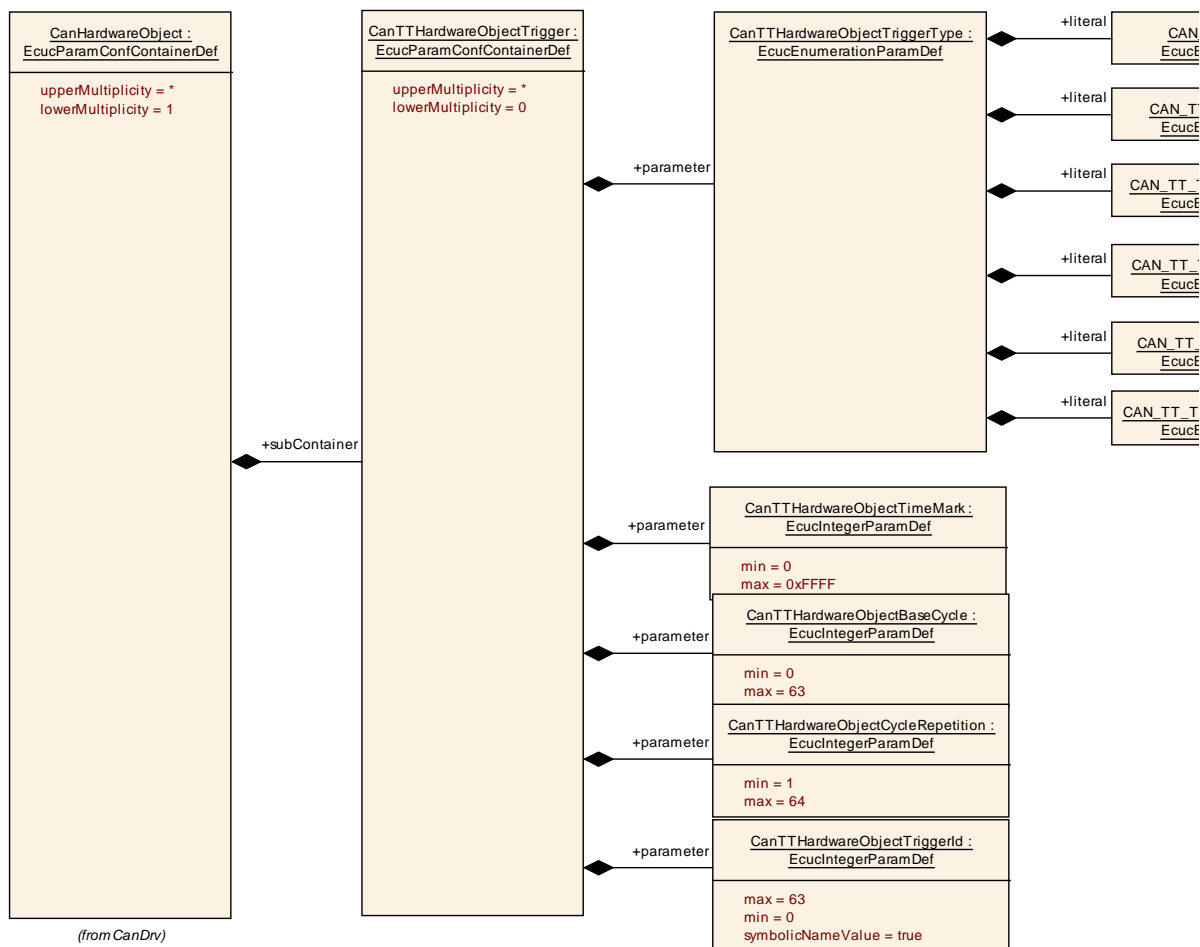 CanHardwareObject :
EcucParamConfContainerDef
upperMultiplicity = *
lowerMultiplicity = 1
(from CanDrv)
+subContainer
CanTTHardwareObjectTrigger :
EcucParamConfContainerDef
upperMultiplicity = *
lowerMultiplicity = 0
+parameter
CanTTHardwareObjectTriggerType :
EcucEnumerationParamDef
+literal
+literal
+literal
+literal
+literal
+literal
+parameter
CanTTHardwareObjectTimeMark :
EcucIntegerParamDef
min = 0
max = 0xFFFF
+parameter
CanTTHardwareObjectBaseCycle :
EcucIntegerParamDef
min = 0
max = 63
+parameter
CanTTHardwareObjectCycleRepetition :
EcucIntegerParamDef
min = 1
max = 64
+parameter
CanTTHardwareObjectTriggerId :
EcucIntegerParamDef
max = 63
min = 0
symbolicNameValue = true